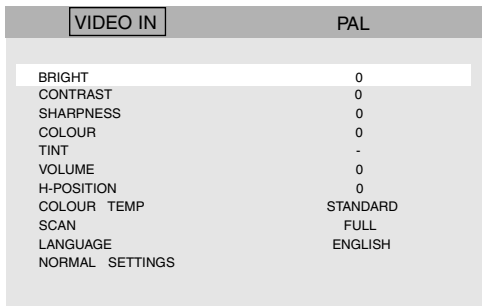 VIDEO IN PAL
BRIGHT 0
CONTRAST 0
SHARPNESS 0
COLOUR 0
TINT -
VOLUME 0
H-POSITION 0
COLOUR TEMP STANDARD
SCAN FULL
LANGUAGE ENGLISH
NORMAL SETTINGS